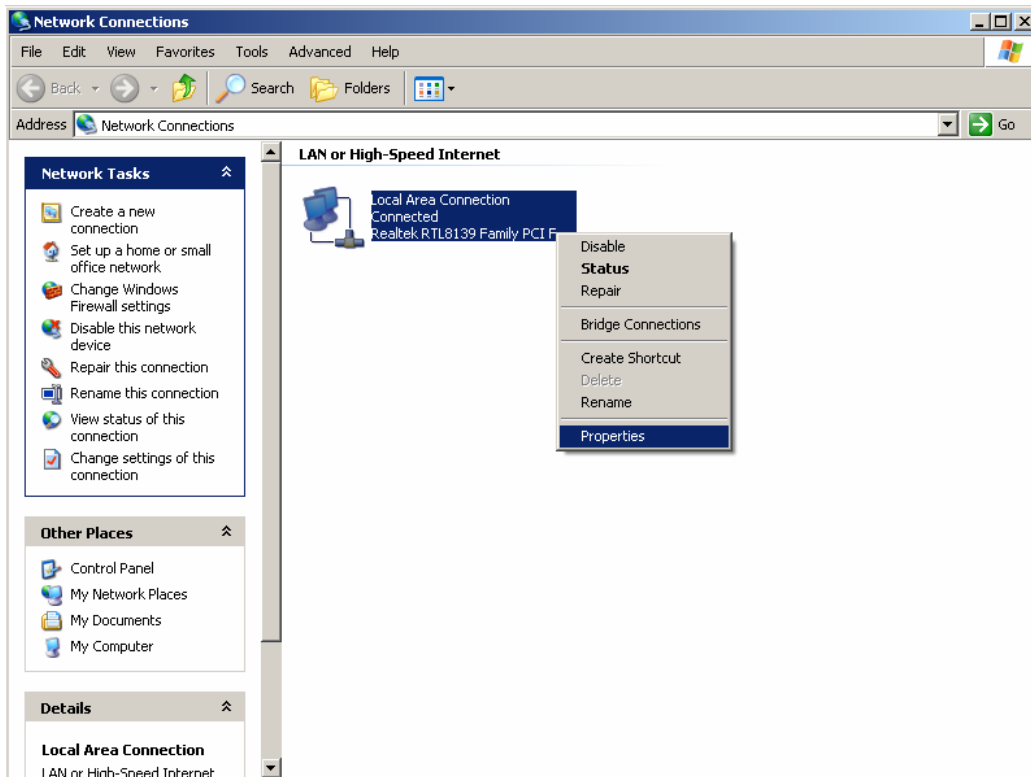 Network Connections
File Edit View Favorites Tools Advanced Help
Back Search Folders
Address Network Connections Go
Network Tasks
Create a new
connection
Set up a home or small
office network
Change Windows
Firewall settings
Disable this network
device
Repair this connection
Rename this connection
View status of this
connection
Change settings of this
connection
Other Places
Control Panel
My Network Places
My Documents
My Computer
Details
Local Area Connection
LAN or High-Speed Internet
LAN or High-Speed Internet
Local Area Connection
Connected
Realtek RTL8139 Family PCI F...
Disable
Status
Repair
Bridge Connections
Create Shortcut
Delete
Rename
Properties